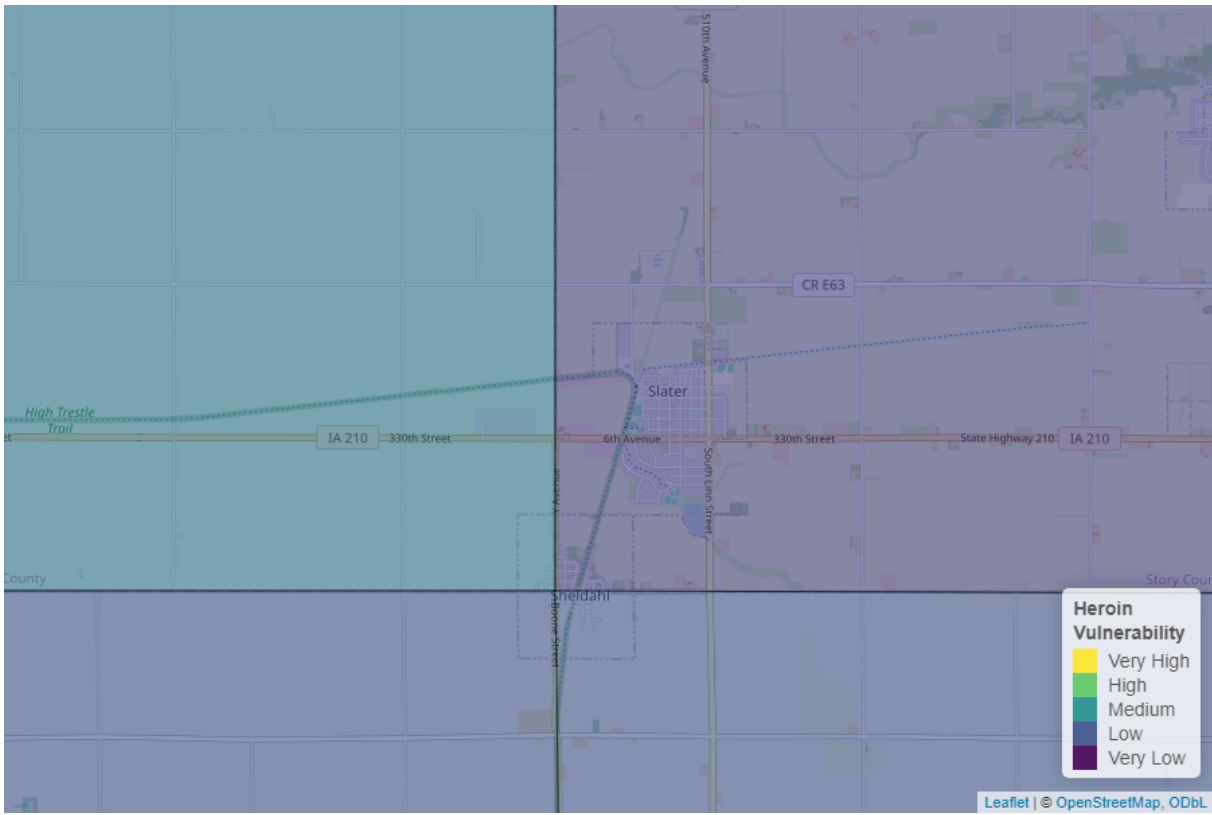 510th Avenue
CR E63
Slater
High Trestle
Trail
IA 210
330th Street
6th Avenue
330th Street
State Highway 210
IA 210
South Linn Street
County
Story Cour
Sheldahl
Boone Street
Heroin
Vulnerability
Very High
High
Medium
Low
Very Low
Leaflet | © OpenStreetMap, ODbL